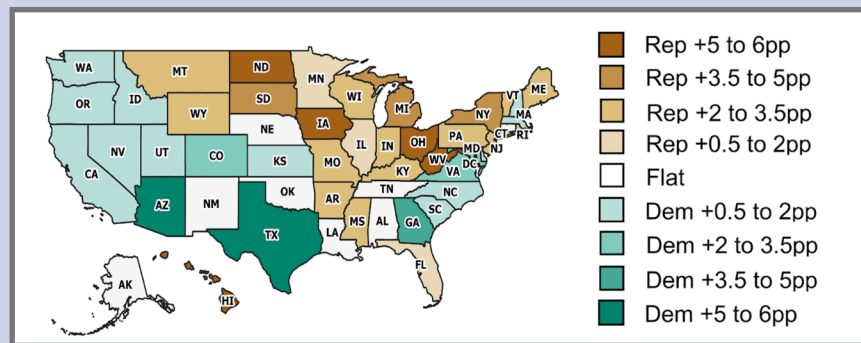 WA
MT
ND
MN
VT
ME
OR
ID
SD
WI
MI
NY
MA
WY
CT
RI
NE
IA
PA
NJ
NV
UT
CO
KS
IL
IN
OH
MD
DC
CA
MO
KY
WV
VA
AZ
NM
OK
AR
TN
NC
SC
TX
LA
MS
AL
GA
FL
AK
HI
Rep +5 to 6pp
Rep +3.5 to 5pp
Rep +2 to 3.5pp
Rep +0.5 to 2pp
Flat
Dem +0.5 to 2pp
Dem +2 to 3.5pp
Dem +3.5 to 5pp
Dem +5 to 6pp